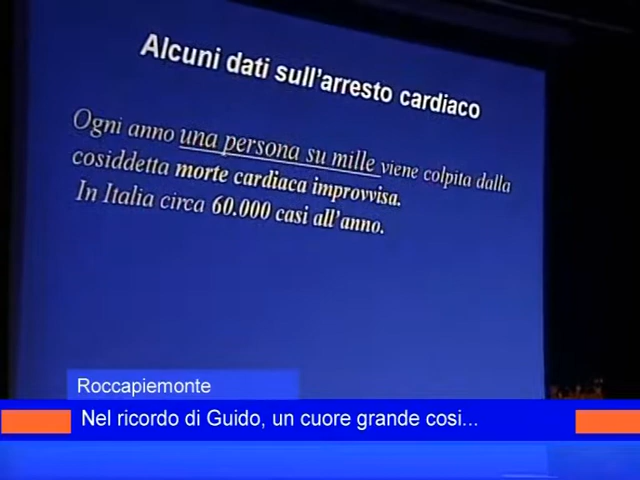 Alcuni dati sull'arresto cardiaco
Ogni anno una persona su mille viene colpita dalla
cosiddetta morte cardiaca improvvisa.
In Italia circa 60.000 casi all'anno.
Roccapiemonte
Nel ricordo di Guido, un cuore grande cosi...